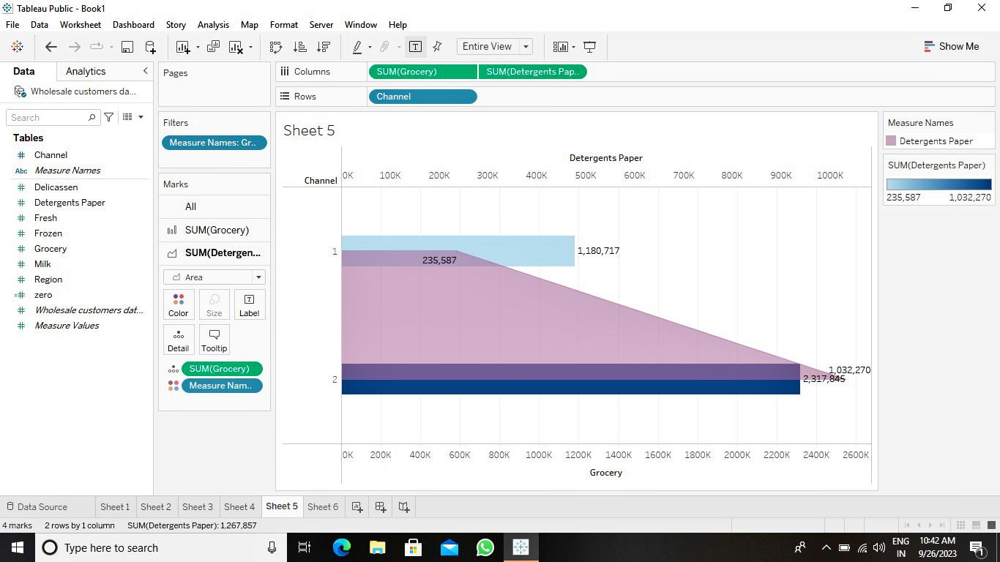 Tableau Public - Book1
File Data Worksheet Dashboard Story Analysis Map Format Server Window Help
Entire View
Show Me
Data Analytics
Wholesale customers da...
Search
Tables
Channel
Abc Measure Names
Delicassen
Detergents Paper
Fresh
Frozen
Grocery
Milk
Region
zero
Wholesale customers dat...
Measure Values
Pages
Filters
Measure Names: Gr..
Marks
All
SUM(Grocery)
SUM(Detergen...
Area
Color Size Label
Detail Tooltip
SUM(Grocery)
Measure Nam..
Columns SUM(Grocery) SUM(Detergents Pap..
Rows Channel
Sheet 5
Detergents Paper
Channel 0K 100K 200K 300K 400K 500K 600K 700K 800K 900K 1000K
1 1,180,717
235,587
1,032,270
2 2,317,845
0K 200K 400K 600K 800K 1000K 1200K 1400K 1600K 1800K 2000K 2200K 2400K 2600K
Grocery
Measure Names
Detergents Paper
SUM(Detergents Paper)
235,587 1,032,270
Data Source Sheet 1 Sheet 2 Sheet 3 Sheet 4 Sheet 5 Sheet 6
4 marks 2 rows by 1 column SUM(Detergents Paper): 1,267,857
Type here to search
ENG
IN
10:42 AM
9/26/2023
1